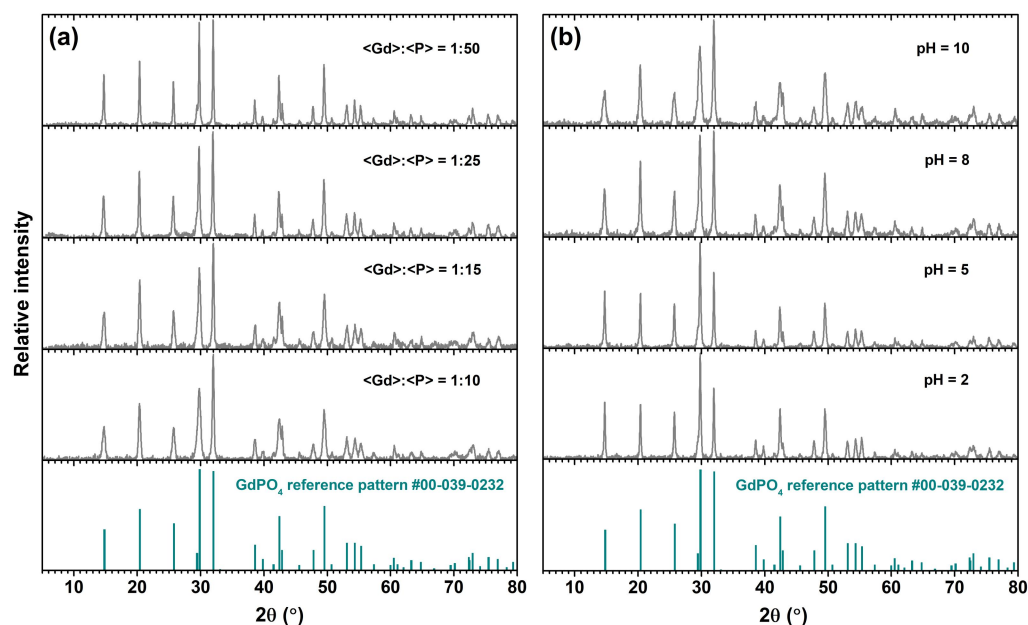 (a)
<Gd>:<P> = 1:50
<Gd>:<P> = 1:25
<Gd>:<P> = 1:15
<Gd>:<P> = 1:10
GdPO₄ reference pattern #00-039-0232
10 20 30 40 50 60 70 80
2θ (°)
Relative intensity
(b)
pH = 10
pH = 8
pH = 5
pH = 2
GdPO₄ reference pattern #00-039-0232
10 20 30 40 50 60 70 80
2θ (°)